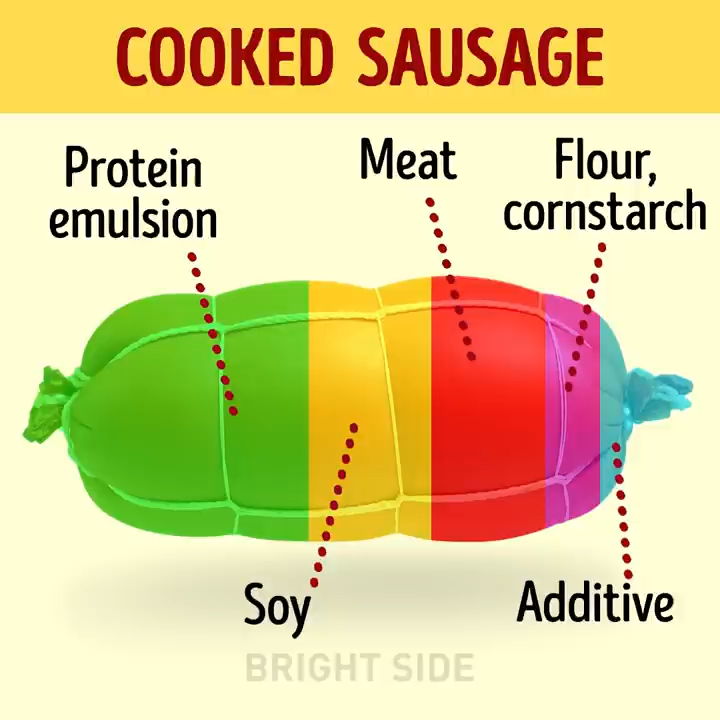 COOKED SAUSAGE
Protein
emulsion
Meat
Flour,
cornstarch
Soy
Additive
BRIGHT SIDE